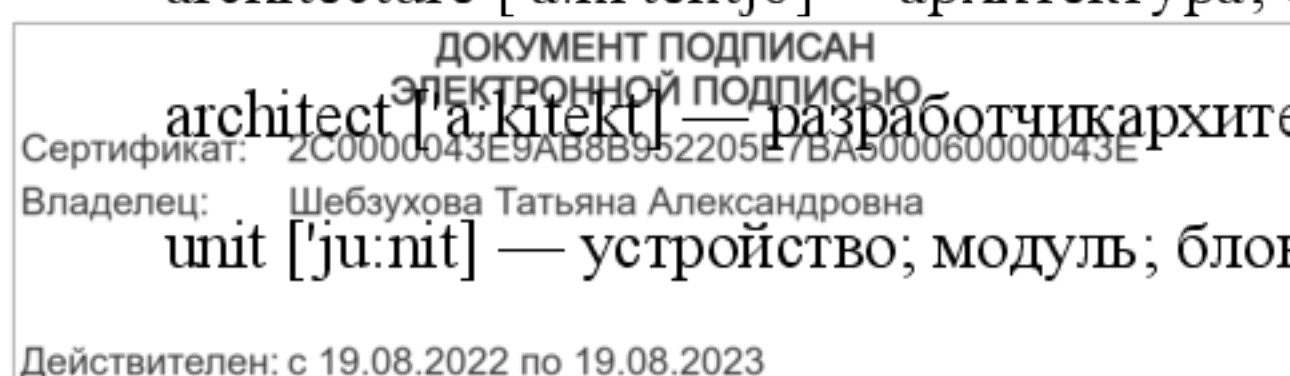 ДОКУМЕНТ ПОДПИСАН
ЭЛЕКТРОННОЙ ПОДПИСЬЮ
architect ['a:kitekt] — разработчикархите
Сертификат: 2C0000043E9AB8B952205E7BA500060000043E
Владелец: Шебзухова Татьяна Александровна
unit ['ju:nit] — устройство; модуль; блок
Действителен: с 19.08.2022 по 19.08.2023